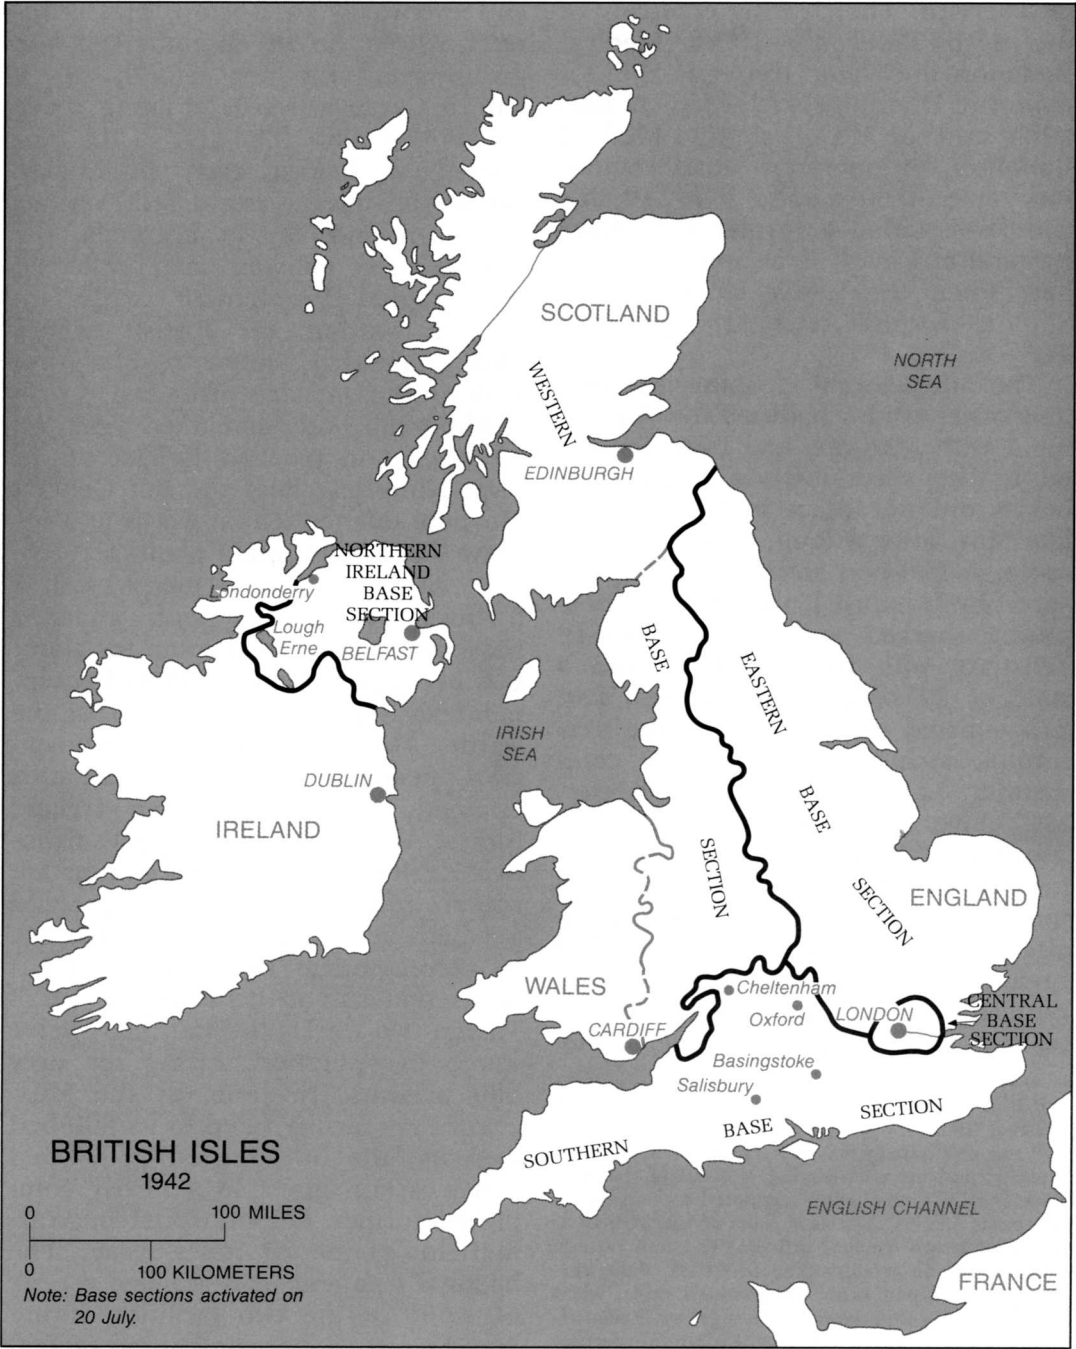 SCOTLAND
NORTH
SEA
WESTERN
EDINBURGH
NORTHERN
IRELAND
BASE
SECTION
Londonderry
Lough
Erne
BELFAST
BASE
EASTERN
IRISH
SEA
DUBLIN
BASE
IRELAND
SECTION
SECTION
ENGLAND
WALES
Cheltenham
CENTRAL
BASE
SECTION
Oxford
LONDON
CARDIFF
Basingstoke
Salisbury
SOUTHERN
BASE
SECTION
BRITISH ISLES
1942
0 100 MILES
0 100 KILOMETERS
Note: Base sections activated on
20 July.
ENGLISH CHANNEL
FRANCE